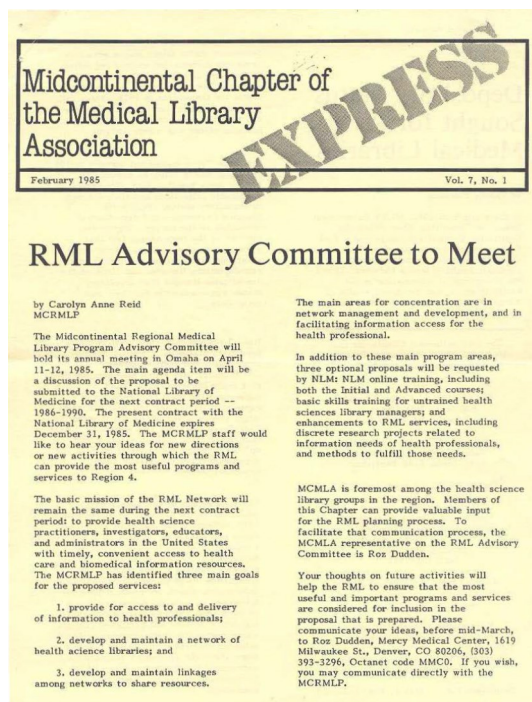 Midcontinental Chapter of
the Medical Library
Association
EXPRESS
February 1985
Vol. 7, No. 1
RML Advisory Committee to Meet
by Carolyn Anne Reid
MCRMLP
The Midcontinental Regional Medical
Library Program Advisory Committee will
hold its annual meeting in Omaha on April
11-12, 1985. The main agenda item will be
a discussion of the proposal to be
submitted to the National Library of
Medicine for the next contract period --
1986-1990. The present contract with the
National Library of Medicine expires
December 31, 1985. The MCRMLP staff would
like to hear your ideas for new directions
or new activities through which the RML
can provide the most useful programs and
services to Region 4.
The basic mission of the RML Network will
remain the same during the next contract
period: to provide health science
practitioners, investigators, educators,
and administrators in the United States
with timely, convenient access to health
care and biomedical information resources.
The MCRMLP has identified three main goals
for the proposed services:
1. provide for access to and delivery
of information to health professionals;
2. develop and maintain a network of
health science libraries; and
3. develop and maintain linkages
among networks to share resources.
The main areas for concentration are in
network management and development, and in
facilitating information access for the
health professional.
In addition to these main program areas,
three optional proposals will be requested
by NLM: NLM online training, including
both the Initial and Advanced courses;
basic skills training for untrained health
sciences library managers; and
enhancements to RML services, including
discrete research projects related to
information needs of health professionals,
and methods to fulfill those needs.
MCMLA is foremost among the health science
library groups in the region. Members of
this Chapter can provide valuable input
for the RML planning process. To
facilitate that communication process, the
MCMLA representative on the RML Advisory
Committee is Roz Dudden.
Your thoughts on future activities will
help the RML to ensure that the most
useful and important programs and services
are considered for inclusion in the
proposal that is prepared. Please
communicate your ideas, before mid-March,
to Roz Dudden, Mercy Medical Center, 1619
Milwaukee St., Denver, CO 80206, (303)
393-3296, Octanet code MMC0. If you wish,
you may communicate directly with the
MCRMLP.